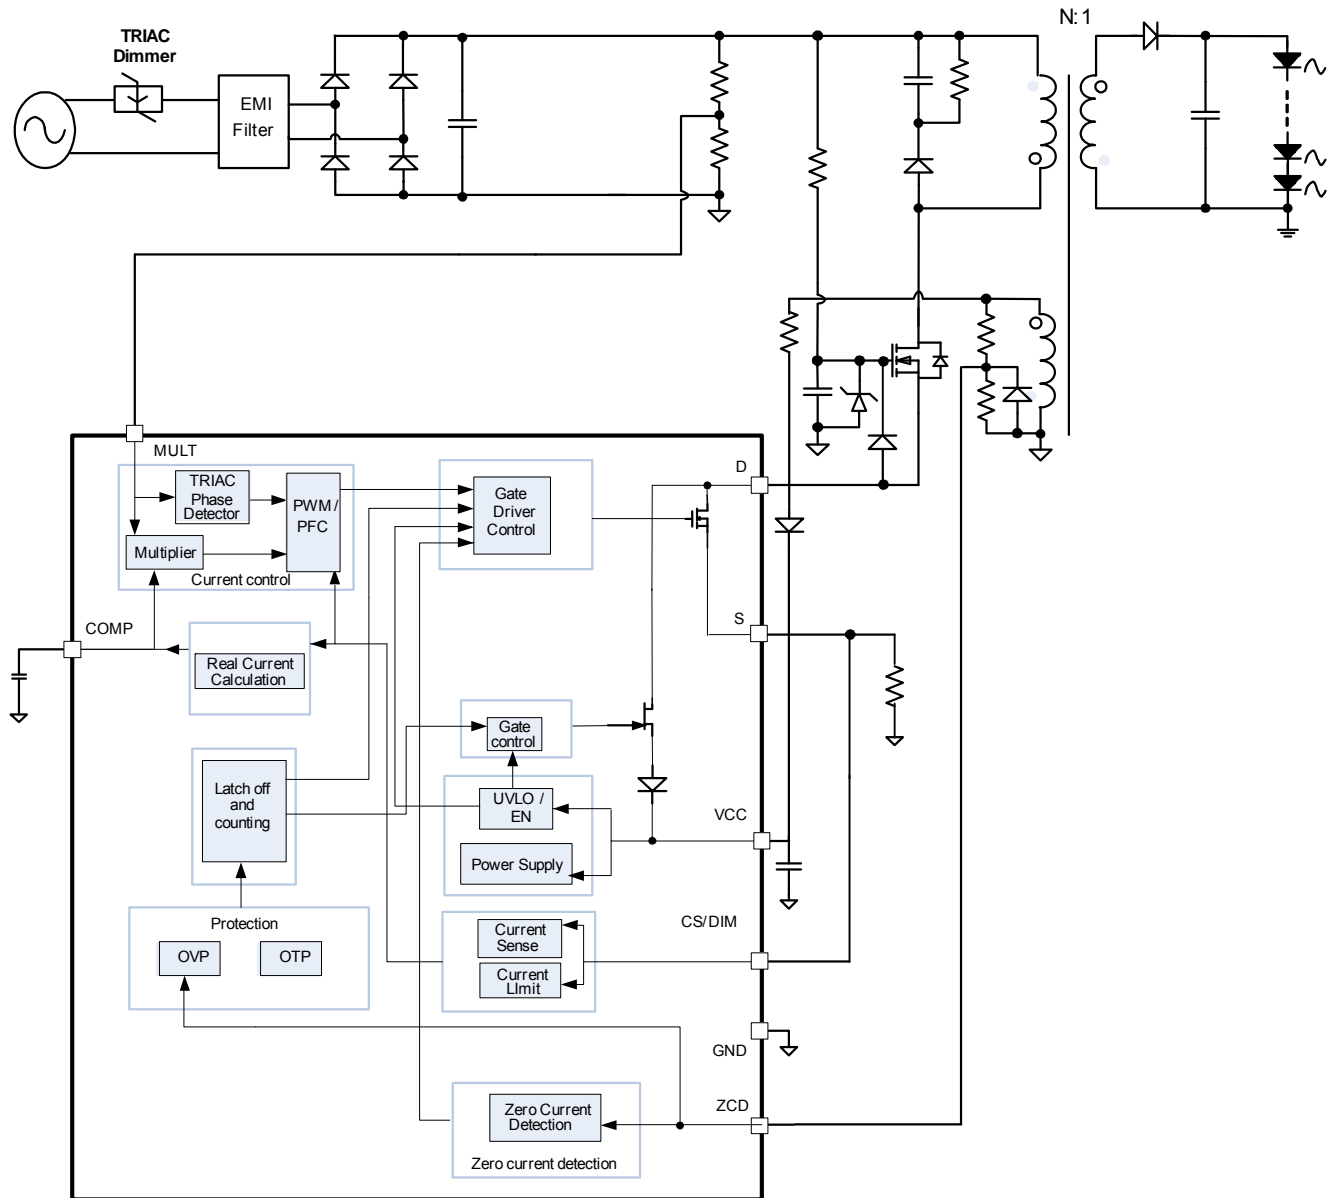 N:1
TRIAC
Dimmer
EMI
Filter
MULT
D
TRIAC
Phase
Detector
PWM /
PFC
Gate
Driver
Control
Multiplier
Current control
COMP
S
Real Current
Calculation
Gate
control
Latch off
and
counting
UVLO /
EN
VCC
Power Supply
Protection
CS/DIM
OVP
OTP
Current
Sense
Current
LImit
GND
ZCD
Zero Current
Detection
Zero current detection